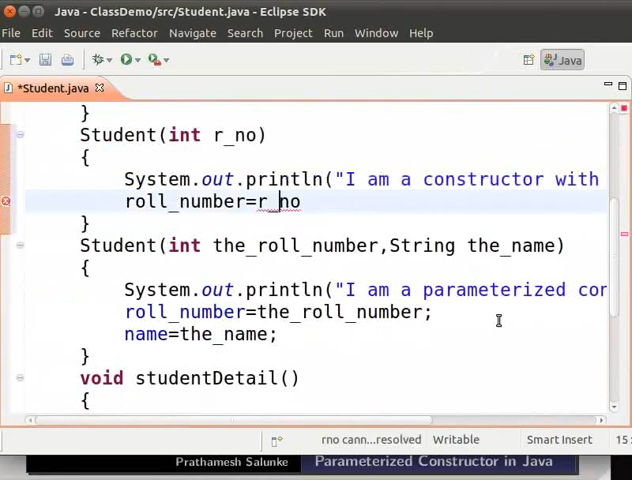 Java - ClassDemo/src/Student.java - Eclipse SDK
File Edit Source Refactor Navigate Search Project Run Window Help
Java
*Student.java
}
Student(int r_no)
{
System.out.println("I am a constructor with
roll_number=r_no
}
Student(int the_roll_number,String the_name)
{
System.out.println("I am a parameterized con
roll_number=the_roll_number;
name=the_name;
}
void studentDetail()
{
rno cann...resolved Writable Smart Insert 15 :
Prathamesh Salunke Parameterized Constructor in Java